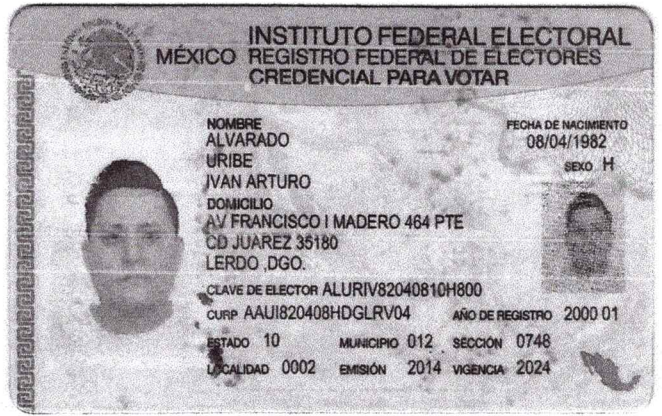 INSTITUTO FEDERAL ELECTORAL
MÉXICO REGISTRO FEDERAL DE ELECTORES
CREDENCIAL PARA VOTAR
NOMBRE
ALVARADO
URIBE
IVAN ARTURO
FECHA DE NACIMIENTO
08/04/1982
SEXO H
DOMICILIO
AV FRANCISCO I MADERO 464 PTE
CD JUAREZ 35180
LERDO ,DGO.
CLAVE DE ELECTOR ALURIV82040810H800
CURP AAUI820408HDGLRV04 AÑO DE REGISTRO 2000 01
ESTADO 10 MUNICIPIO 012 SECCIÓN 0748
LOCALIDAD 0002 EMISIÓN 2014 VIGENCIA 2024